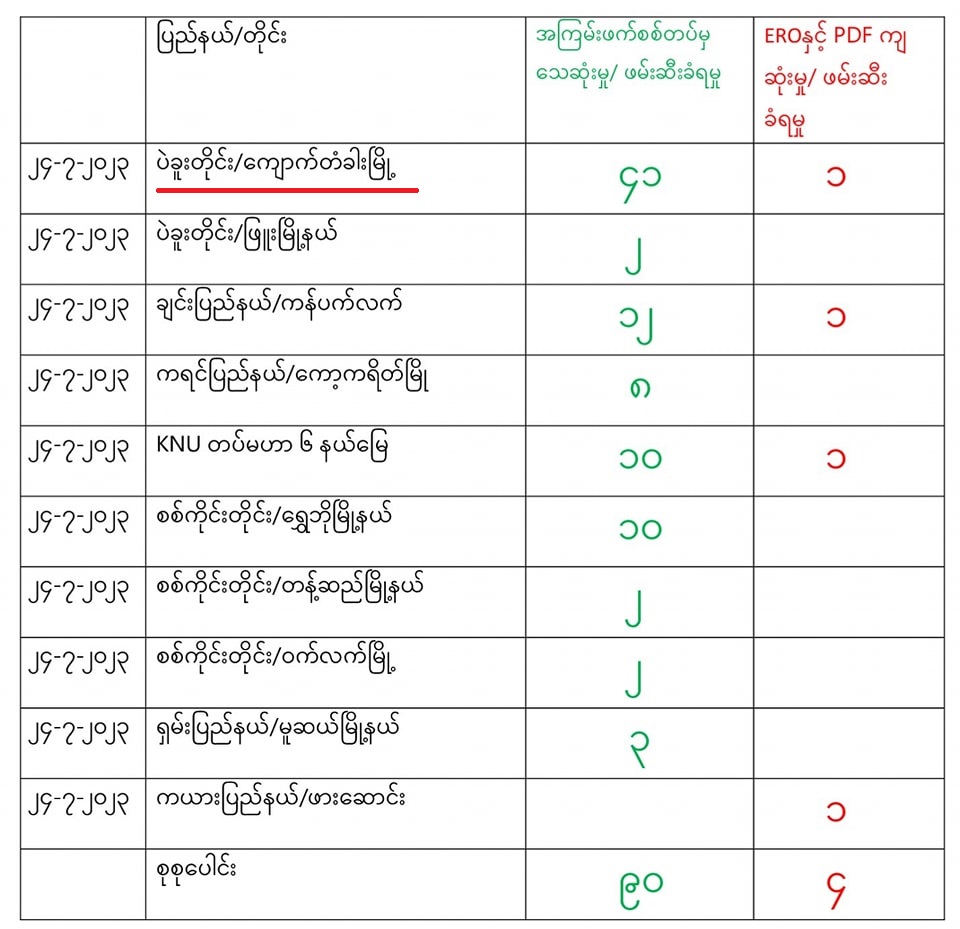 ပြည်နယ်/တိုင်း
အကြမ်းဖက်စစ်တပ်မှ
သေဆုံးမှု/ ဖမ်းဆီးခံရမှု
EROနှင့် PDF ကျ
ဆုံးမှု/ ဖမ်းဆီး
ခံရမှု
၂၄-၇-၂၀၂၃ ပဲခူးတိုင်း/ကျောက်တံခါးမြို့ ၄၁ ၁
၂၄-၇-၂၀၂၃ ပဲခူးတိုင်း/ဖြူးမြို့နယ် ၂
၂၄-၇-၂၀၂၃ ချင်းပြည်နယ်/ကန်ပက်လက် ၁၂ ၁
၂၄-၇-၂၀၂၃ ကရင်ပြည်နယ်/ကော့ကရိတ်မြို ၈
၂၄-၇-၂၀၂၃ KNU တပ်မဟာ ၆ နယ်မြေ ၁၀ ၁
၂၄-၇-၂၀၂၃ စစ်ကိုင်းတိုင်း/ရွှေဘိုမြို့နယ် ၁၀
၂၄-၇-၂၀၂၃ စစ်ကိုင်းတိုင်း/တန့်ဆည်မြို့နယ် ၂
၂၄-၇-၂၀၂၃ စစ်ကိုင်းတိုင်း/ဝက်လက်မြို့ ၂
၂၄-၇-၂၀၂၃ ရှမ်းပြည်နယ်/မူဆယ်မြို့နယ် ၃
၂၄-၇-၂၀၂၃ ကယားပြည်နယ်/ဖားဆောင်း ၁
စုစုပေါင်း ၉၀ ၄